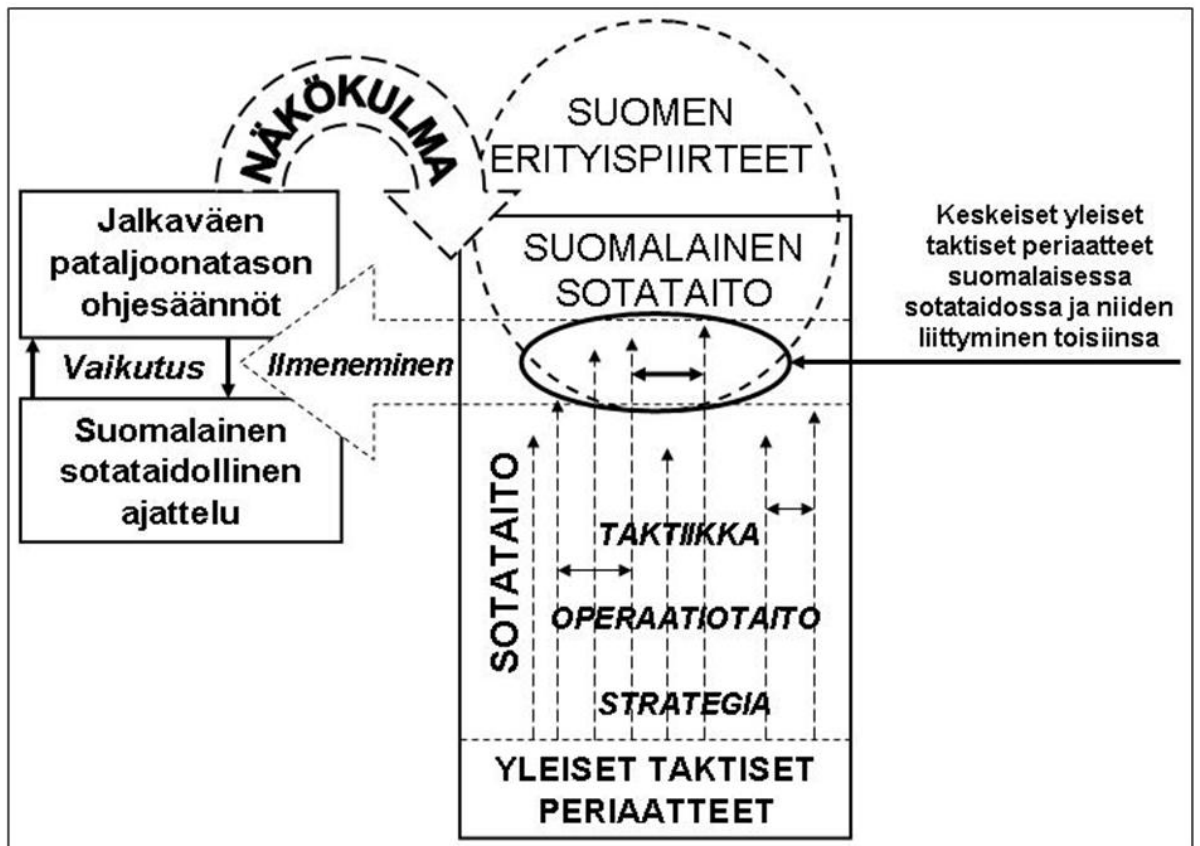 NÄKÖKULMA
SUOMEN
ERITYISPIIRTEET
Jalkaväen
pataljoonatason
ohjesäännöt
Vaikutus
Suomalainen
sotataidollinen
ajattelu
Ilmeneminen
SUOMALAINEN
SOTATAITO
Keskeiset yleiset
taktiset periaatteet
suomalaisessa
sotataidossa ja niiden
liittyminen toisiinsa
SOTATAITO
TAKTIIKKA
OPERAATIOTAITO
STRATEGIA
YLEISET TAKTISET
PERIAATTEET